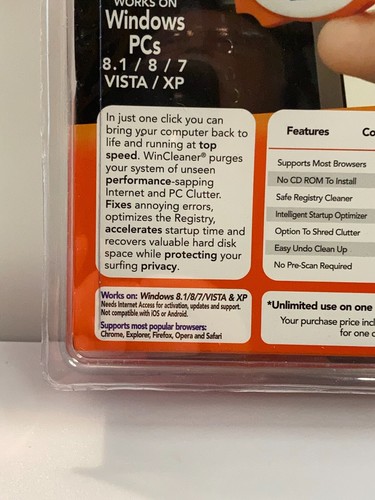 WORKS ON
Windows
PCs
8.1 / 8 / 7
VISTA / XP
In just one click you can
bring your computer back to
life and running at top
speed. WinCleaner® purges
your system of unseen
performance-sapping
Internet and PC Clutter.
Fixes annoying errors,
optimizes the Registry,
accelerates startup time and
recovers valuable hard disk
space while protecting your
surfing privacy.
Works on: Windows 8.1/8/7/VISTA & XP
Needs Internet Access for activation, updates and support.
Not compatible with iOS or Android.
Supports most popular browsers:
Chrome, Explorer, Firefox, Opera and Safari
Features Co
Supports Most Browsers
No CD ROM To Install
Safe Registry Cleaner
Intelligent Startup Optimizer
Option To Shred Clutter
Easy Undo Clean Up
No Pre-Scan Required
*Unlimited use on one
Your purchase price incl
for one c